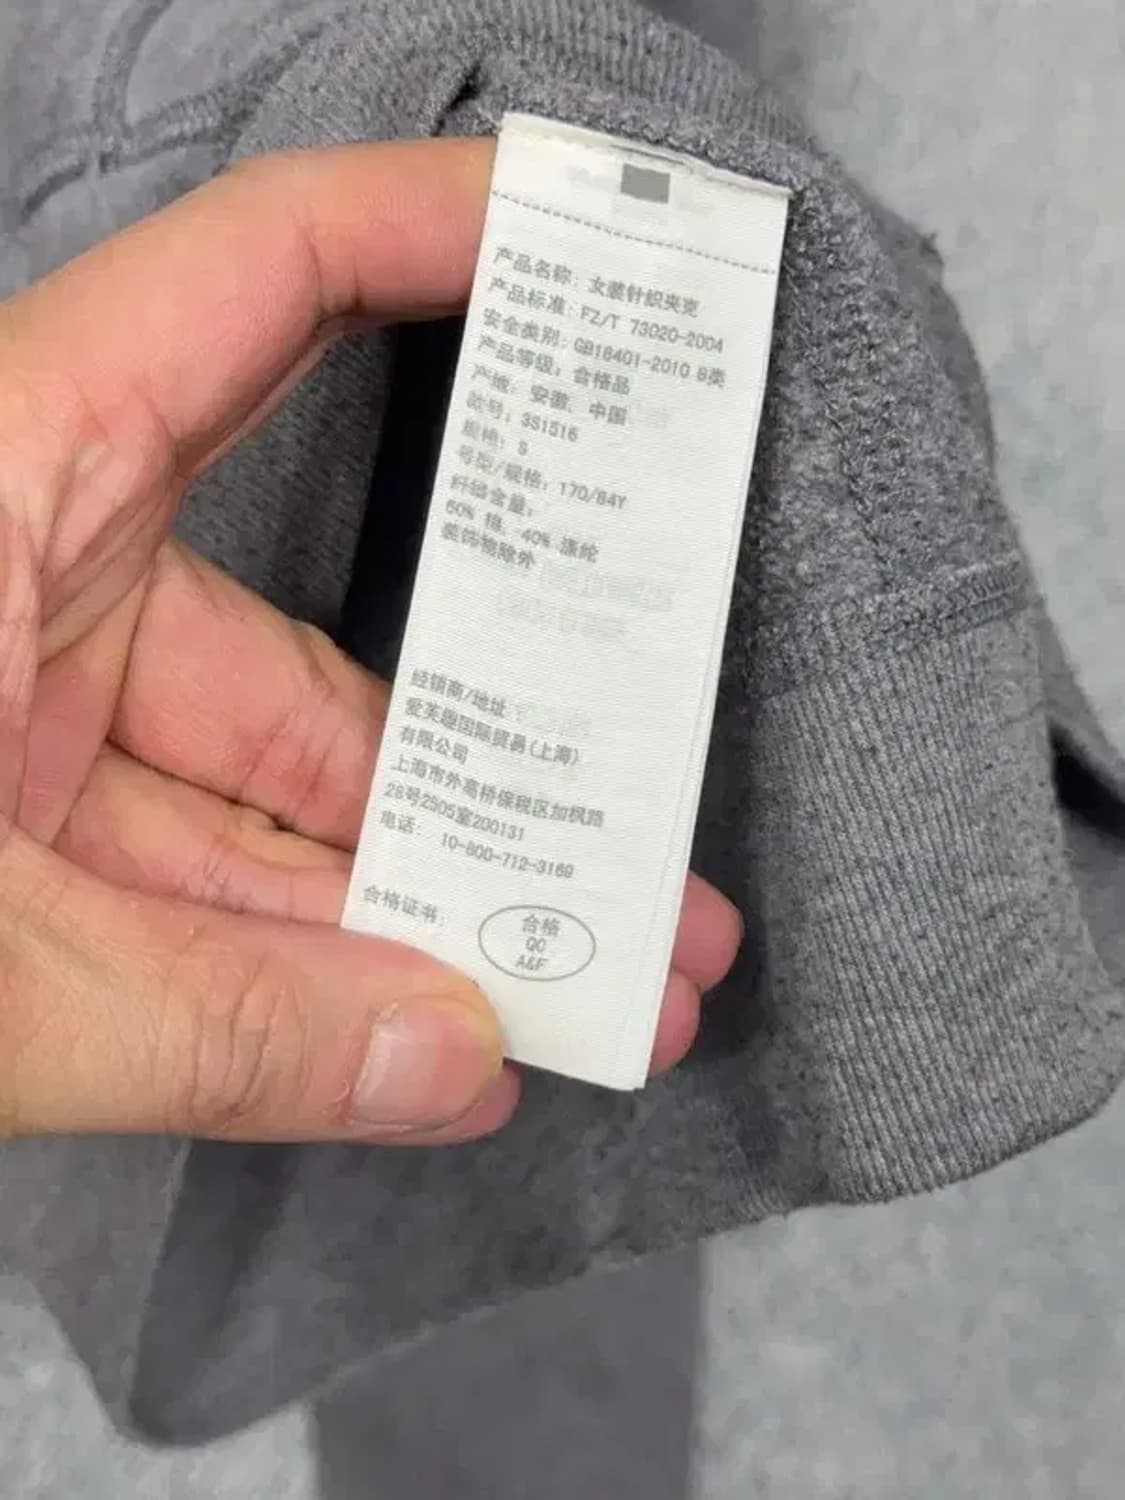 产品名称: 女装针织夹克
产品标准: FZ/T 73020-2004
安全类别: GB18401-2010 B类
产品等级: 合格品
产地: 安徽, 中国
款号: 3S1516
规格: S
号型/规格: 170/84Y
纤维含量:
60% 棉, 40% 涤纶
装饰物除外
经销商/地址:
爱芙趣国际贸易(上海)
有限公司
上海市外高桥保税区加枫路
28号2505室200131
电话: 10-800-712-3169
合格证书:
合格
QC
A&F